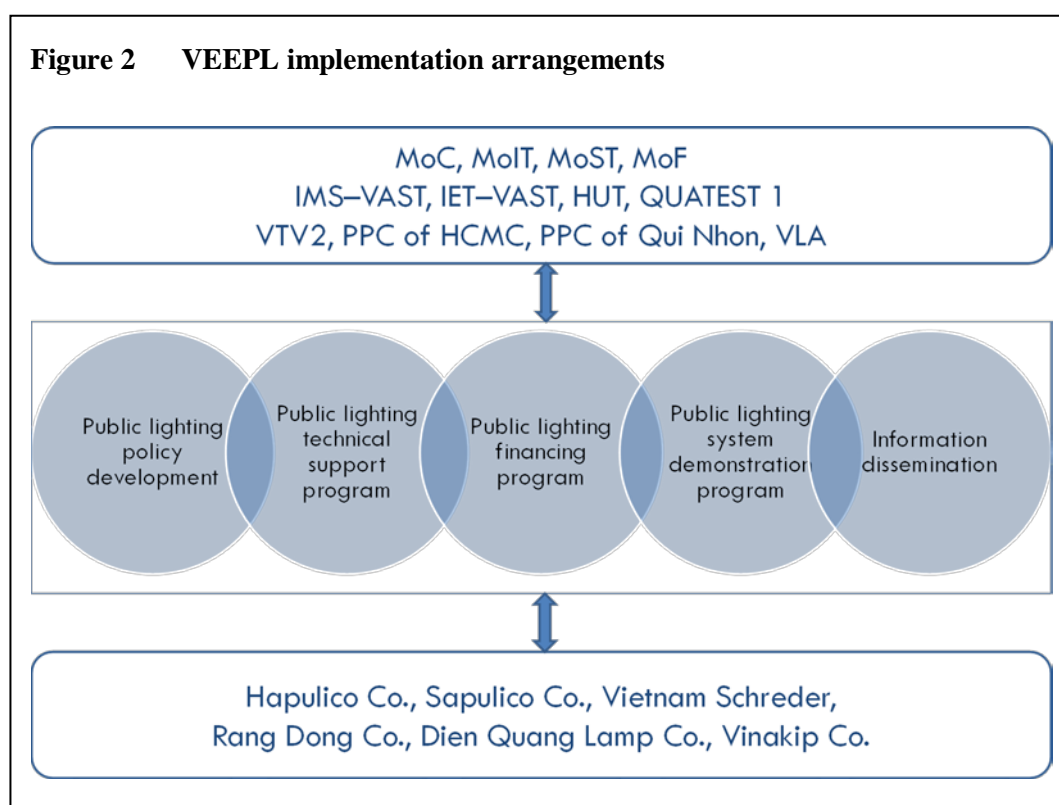 Figure 2 VEEPL implementation arrangements
MoC, MoIT, MoST, MoF
IMS–VAST, IET–VAST, HUT, QUATEST 1
VTV2, PPC of HCMC, PPC of Qui Nhon, VLA
Public lighting
policy
development
Public lighting
technical
support
program
Public lighting
financing
program
Public lighting
system
demonstration
program
Information
dissemination
Hapulico Co., Sapulico Co., Vietnam Schreder,
Rang Dong Co., Dien Quang Lamp Co., Vinakip Co.